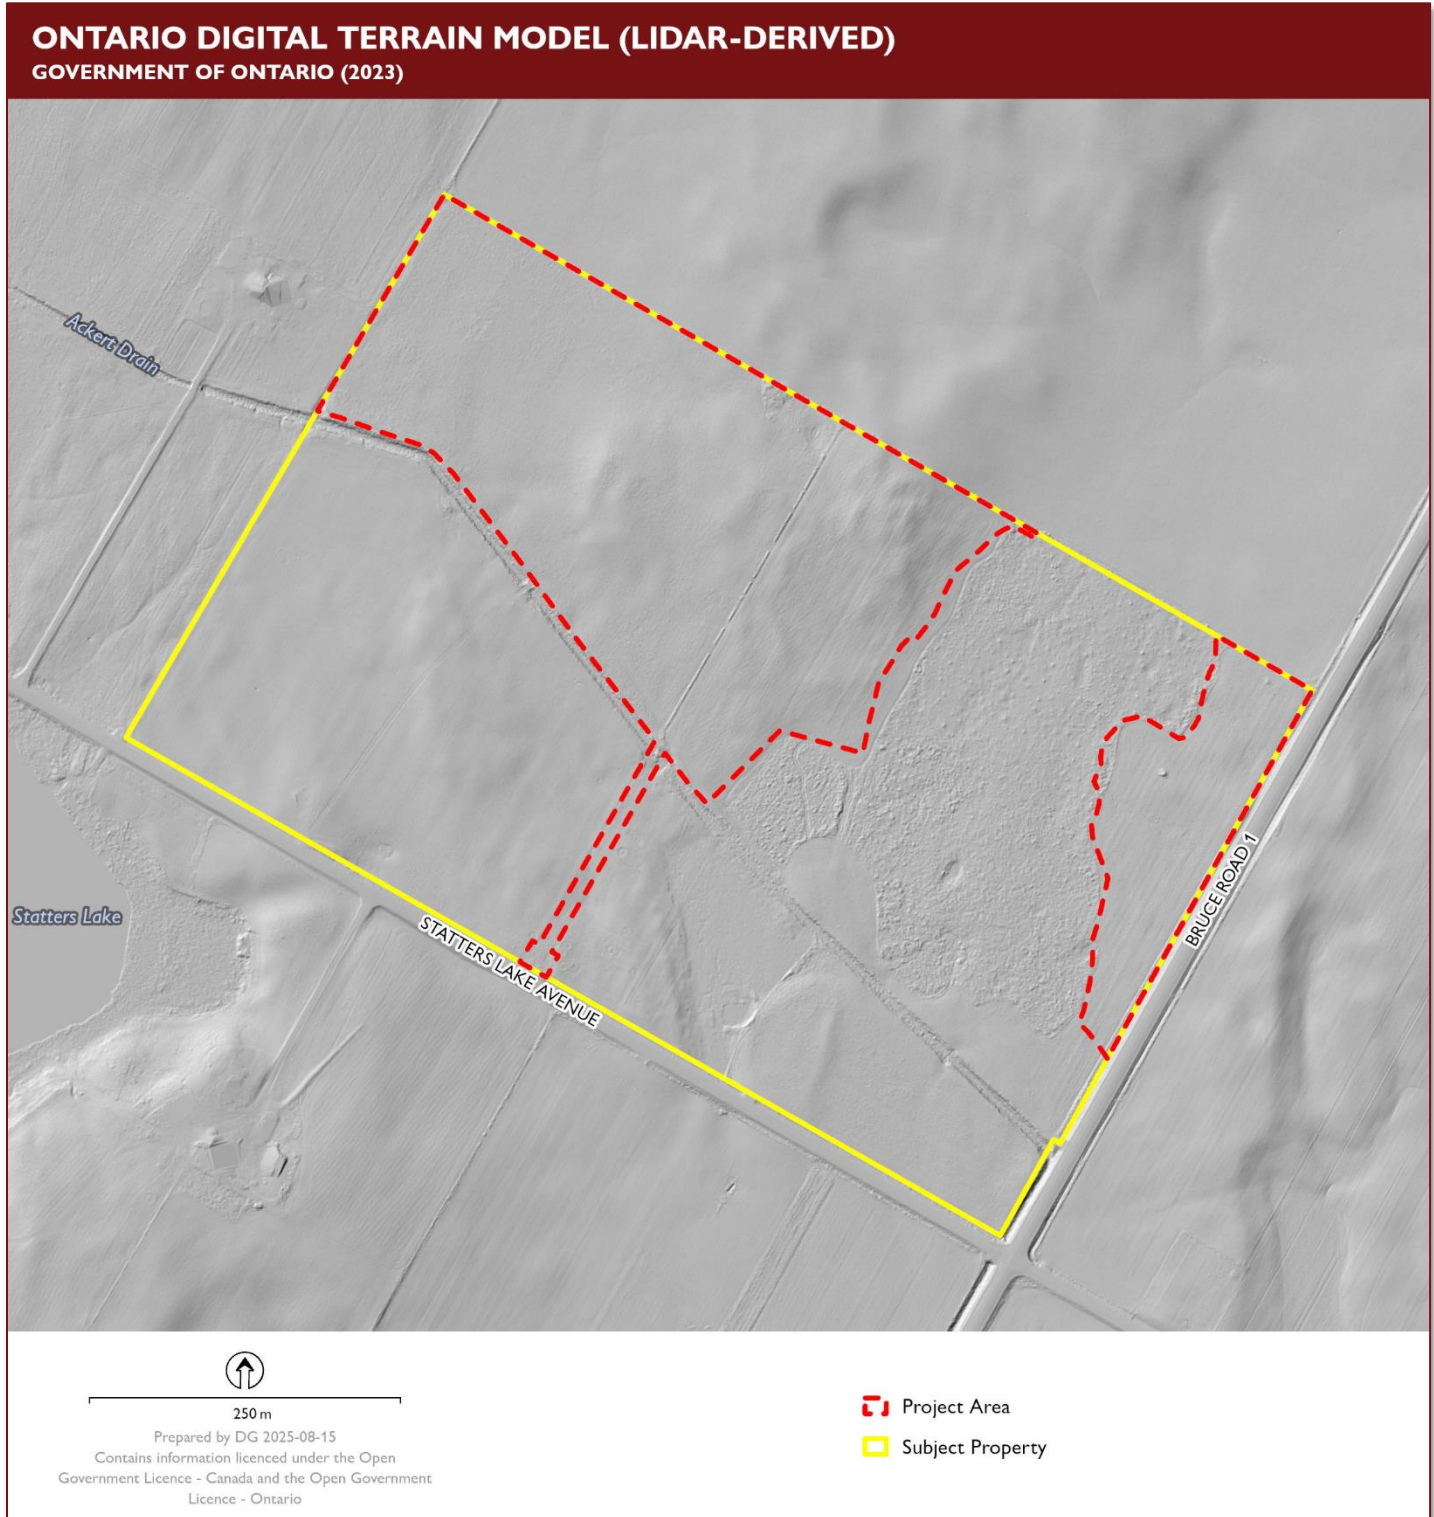 ONTARIO DIGITAL TERRAIN MODEL (LIDAR-DERIVED)
GOVERNMENT OF ONTARIO (2023)
Ackert Drain
Statters Lake
STATTERS LAKE AVENUE
BRUCE ROAD 1
250 m
Prepared by DG 2025-08-15
Contains information licenced under the Open
Government Licence - Canada and the Open Government
Licence - Ontario
Project Area
Subject Property